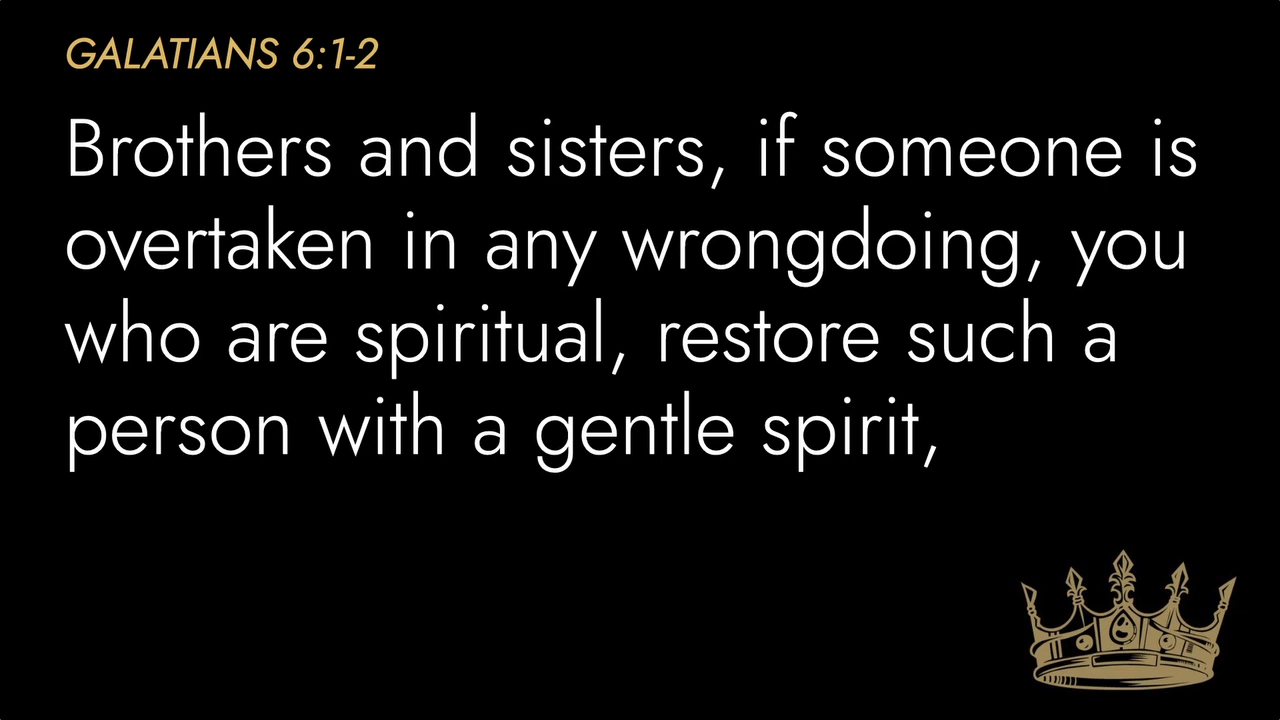 GALATIANS 6:1-2
Brothers and sisters, if someone is
overtaken in any wrongdoing, you
who are spiritual, restore such a
person with a gentle spirit,